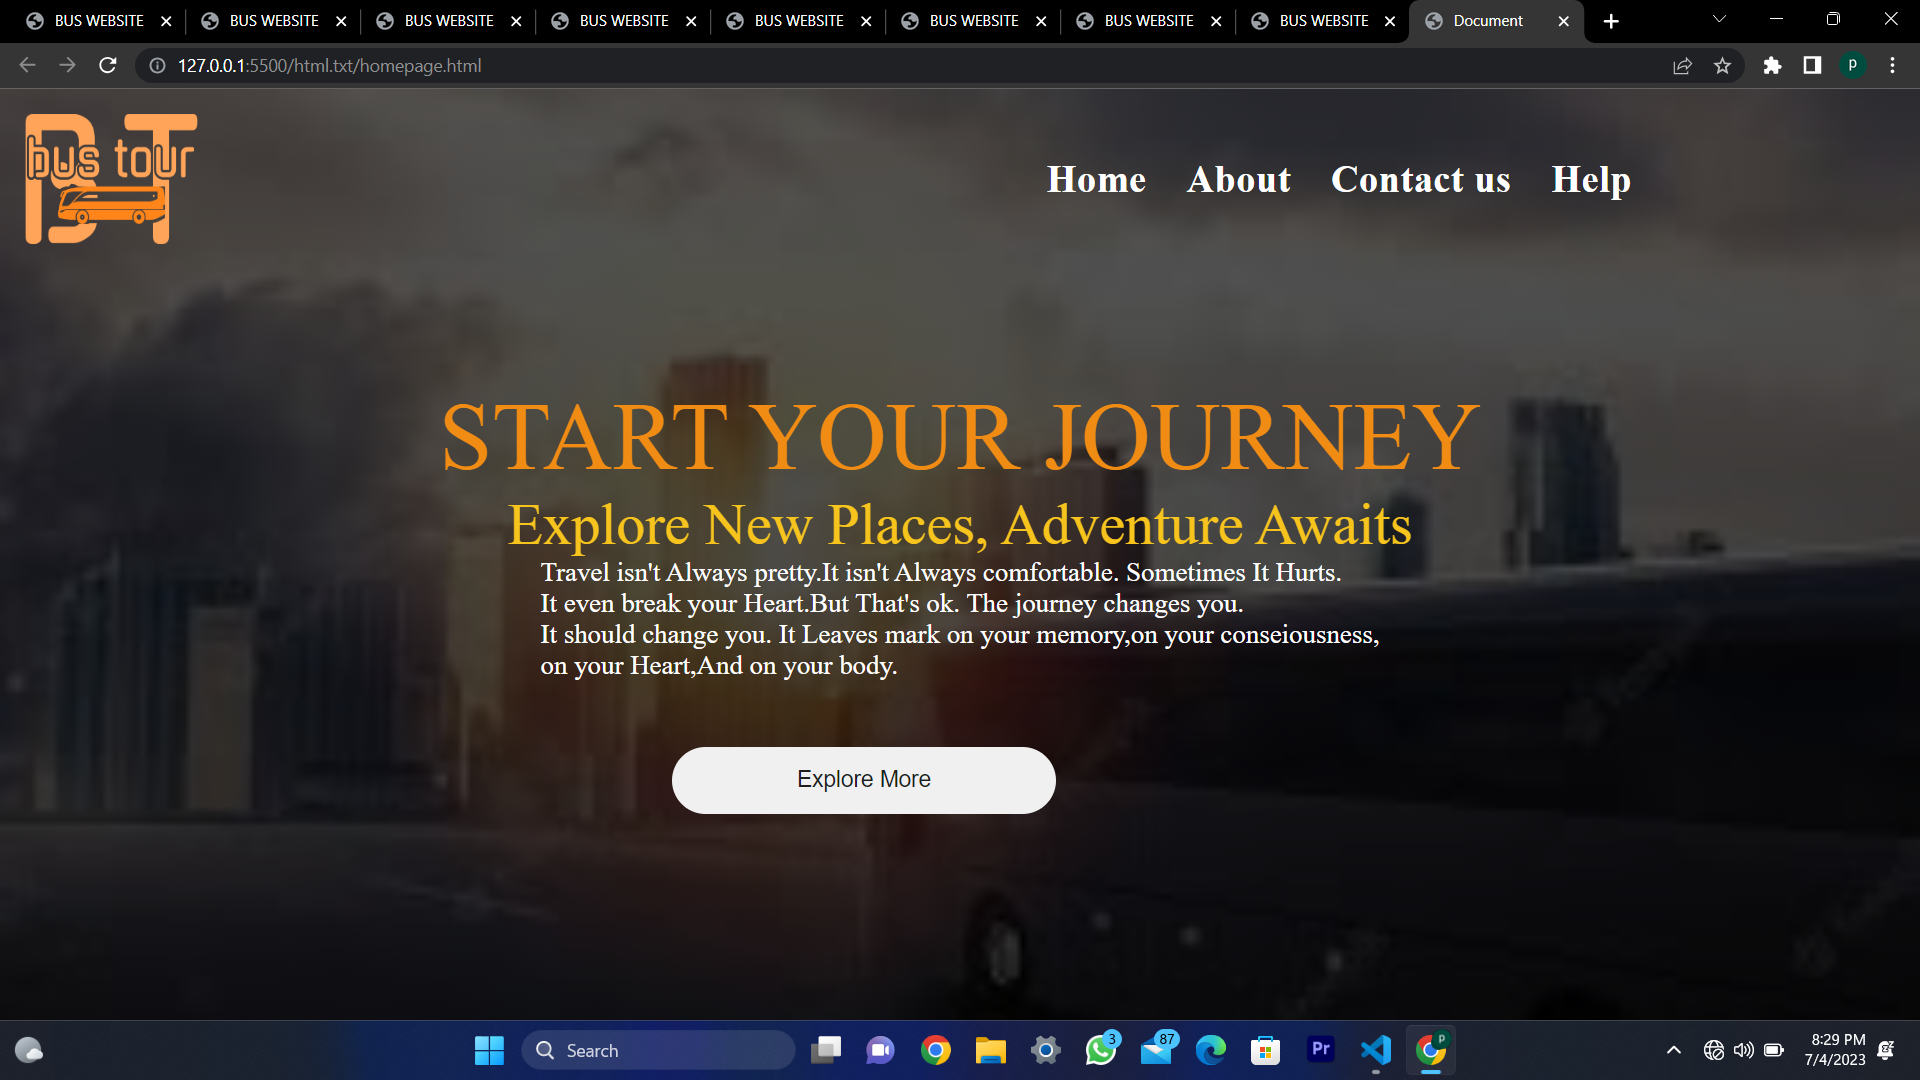 BUS WEBSITE
BUS WEBSITE
BUS WEBSITE
BUS WEBSITE
BUS WEBSITE
BUS WEBSITE
BUS WEBSITE
BUS WEBSITE
Document
127.0.0.1:5500/html.txt/homepage.html
p
BT
bus tour
Home About Contact us Help
START YOUR JOURNEY
Explore New Places, Adventure Awaits
Travel isn't Always pretty.It isn't Always comfortable. Sometimes It Hurts.
It even break your Heart.But That's ok. The journey changes you.
It should change you. It Leaves mark on your memory,on your conseiousness,
on your Heart,And on your body.
Explore More
Search
3
87
Pr
p
8:29 PM
7/4/2023